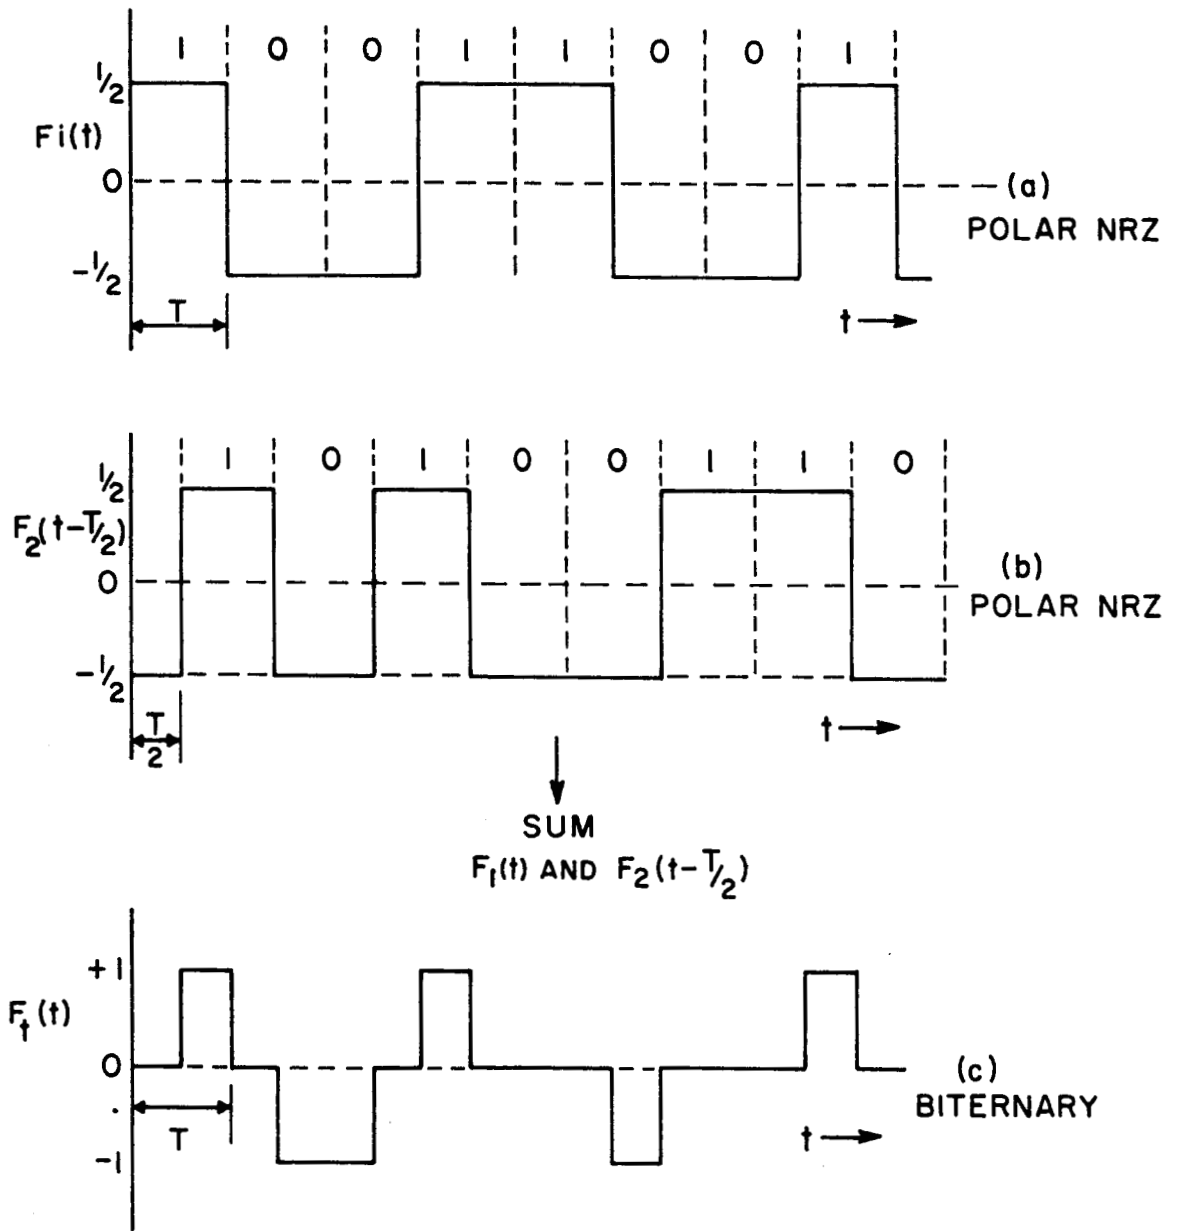 1 0 0 1 1 0 0 1
1/2
Fi(t)
0
(a)
POLAR NRZ
-1/2
T
t
1 0 1 0 0 1 1 0
1/2
F2(t-T/2)
0
(b)
POLAR NRZ
-1/2
T/2
t
SUM
F1(t) AND F2(t-T/2)
+1
Ft(t)
0
(c)
BITERNARY
T
t
-1